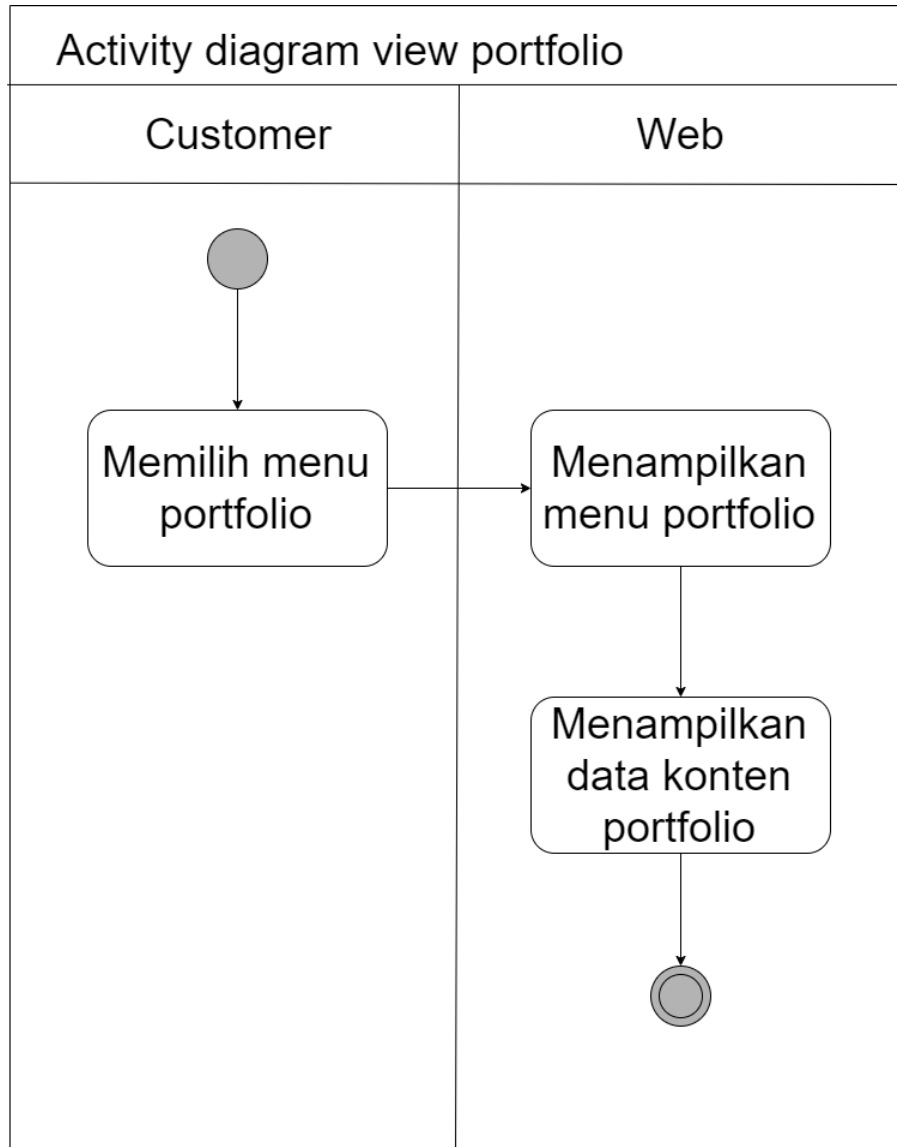 Activity diagram view portfolio
Customer
Web
Memilih menu
portfolio
Menampilkan
menu portfolio
Menampilkan
data konten
portfolio